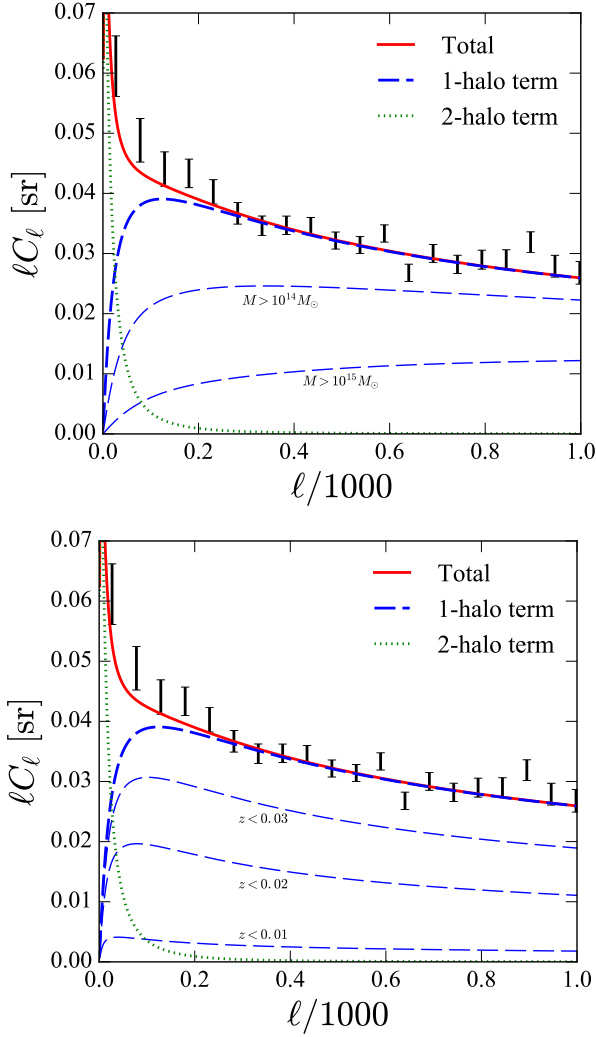 0.07
0.06
0.05
0.04
0.03
0.02
0.01
0.00
ℓCℓ [sr]
Total
1-halo term
2-halo term
M > 10¹⁴M☉
M > 10¹⁵M☉
0.0 0.2 0.4 0.6 0.8 1.0
ℓ/1000
0.07
0.06
0.05
0.04
0.03
0.02
0.01
0.00
ℓCℓ [sr]
Total
1-halo term
2-halo term
z < 0.03
z < 0.02
z < 0.01
0.0 0.2 0.4 0.6 0.8 1.0
ℓ/1000